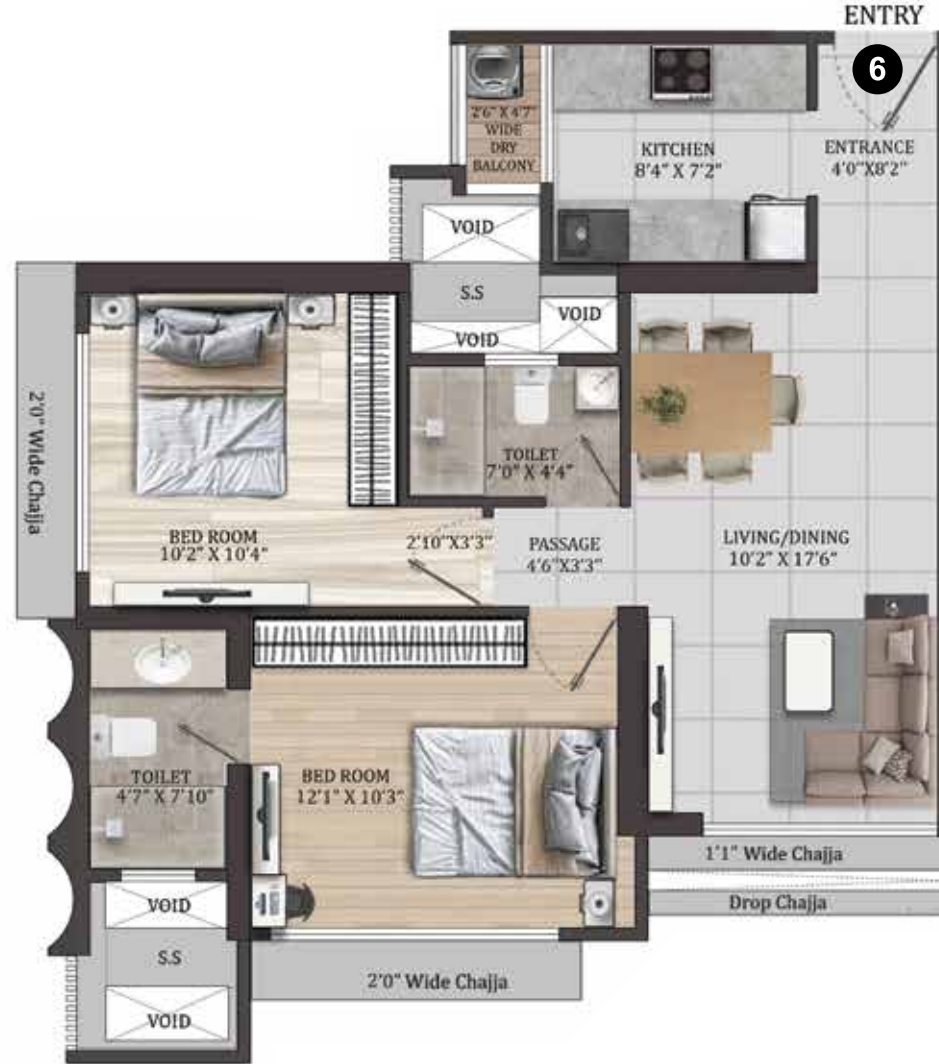 ENTRY
6
2'6" X 4'7"
WIDE
DRY
BALCONY
KITCHEN
8'4" X 7'2"
ENTRANCE
4'0"X8'2"
VOID
S.S
VOID
VOID
2'0" Wide Chajja
TOILET
7'0" X 4'4"
BED ROOM
10'2" X 10'4"
2'10"X3'3"
PASSAGE
4'6"X3'3"
LIVING/DINING
10'2" X 17'6"
TOILET
4'7" X 7'10"
BED ROOM
12'1" X 10'3"
1'1" Wide Chajja
Drop Chajja
VOID
S.S
VOID
2'0" Wide Chajja